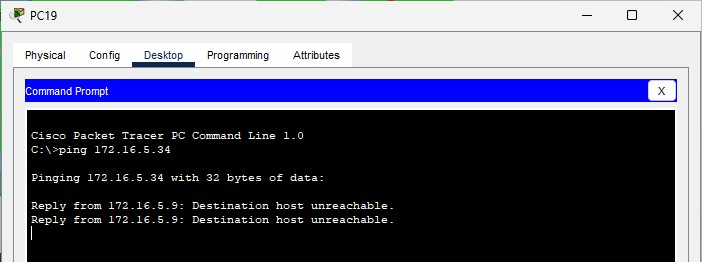 PC19
Physical Config Desktop Programming Attributes
Command Prompt X
Cisco Packet Tracer PC Command Line 1.0
C:\>ping 172.16.5.34
Pinging 172.16.5.34 with 32 bytes of data:
Reply from 172.16.5.9: Destination host unreachable.
Reply from 172.16.5.9: Destination host unreachable.